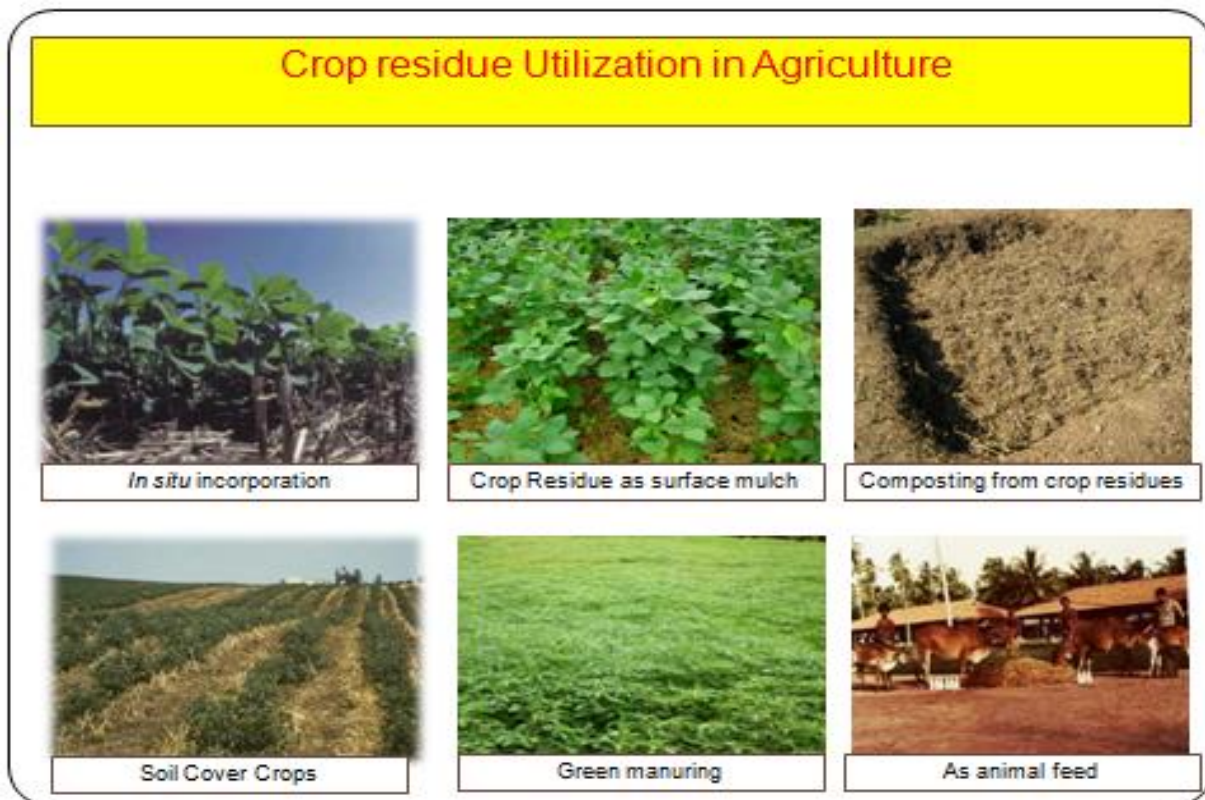 Crop residue Utilization in Agriculture
In situ incorporation
Crop Residue as surface mulch
Composting from crop residues
Soil Cover Crops
Green manuring
As animal feed